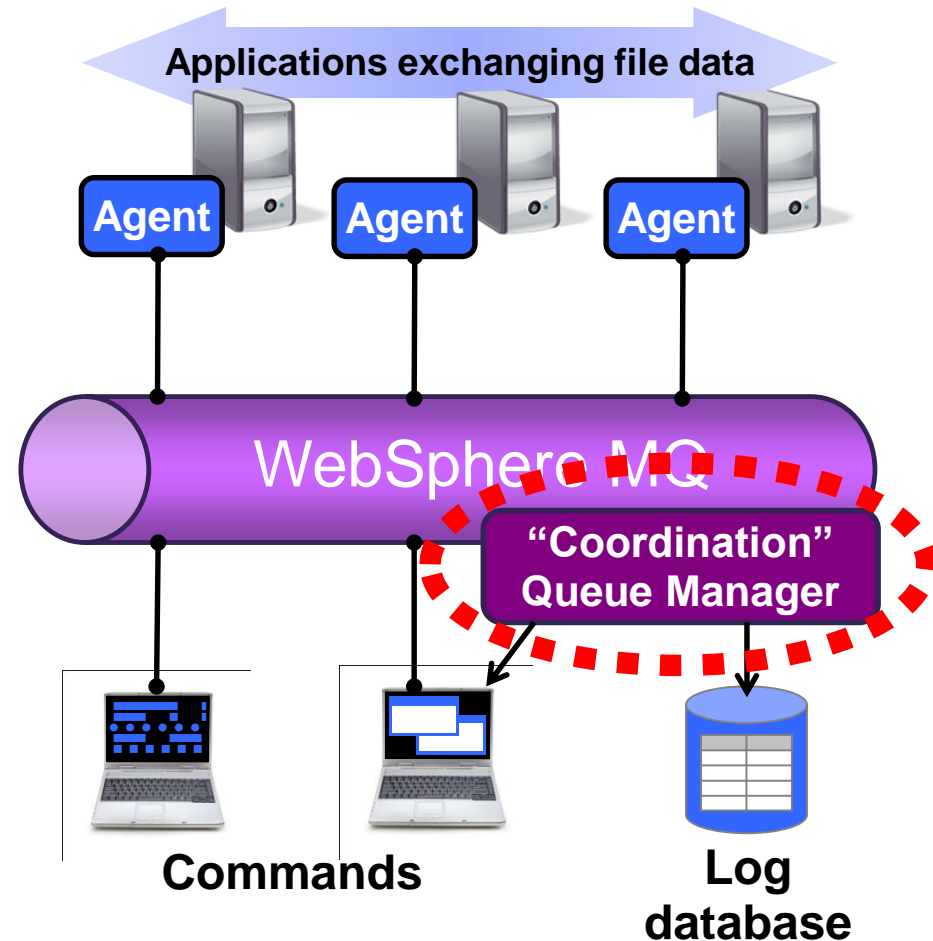 Applications exchanging file data
Agent
Agent
Agent
WebSphere MQ
“Coordination”
Queue Manager
Commands
Log
database